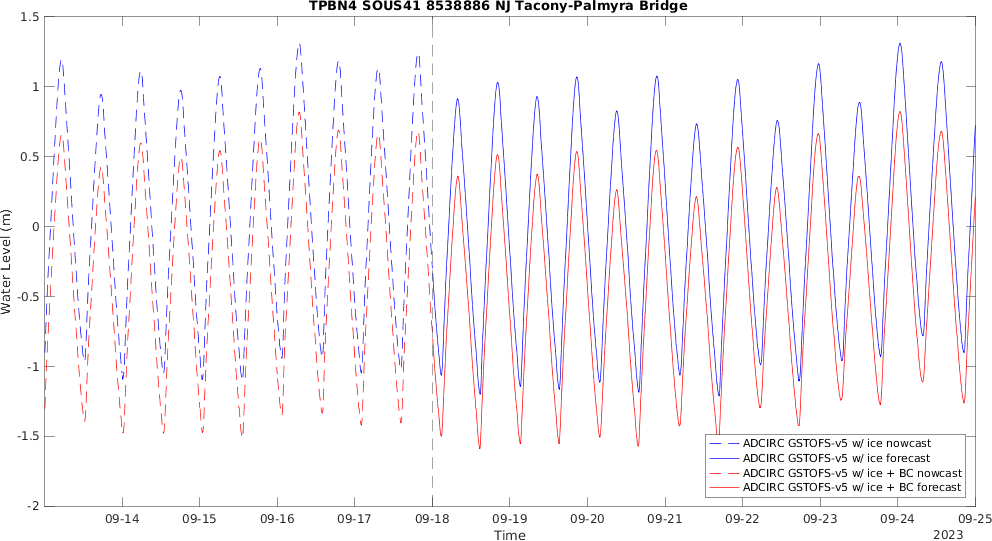 TPBN4 SOUS41 8538886 NJ Tacony-Palmyra Bridge
1.5
1
0.5
0
-0.5
-1
-1.5
-2
Water Level (m)
09-14 09-15 09-16 09-17 09-18 09-19 09-20 09-21 09-22 09-23 09-24 09-25
Time
2023
ADCIRC GSTOFS-v5 w/ ice nowcast
ADCIRC GSTOFS-v5 w/ ice forecast
ADCIRC GSTOFS-v5 w/ ice + BC nowcast
ADCIRC GSTOFS-v5 w/ ice + BC forecast